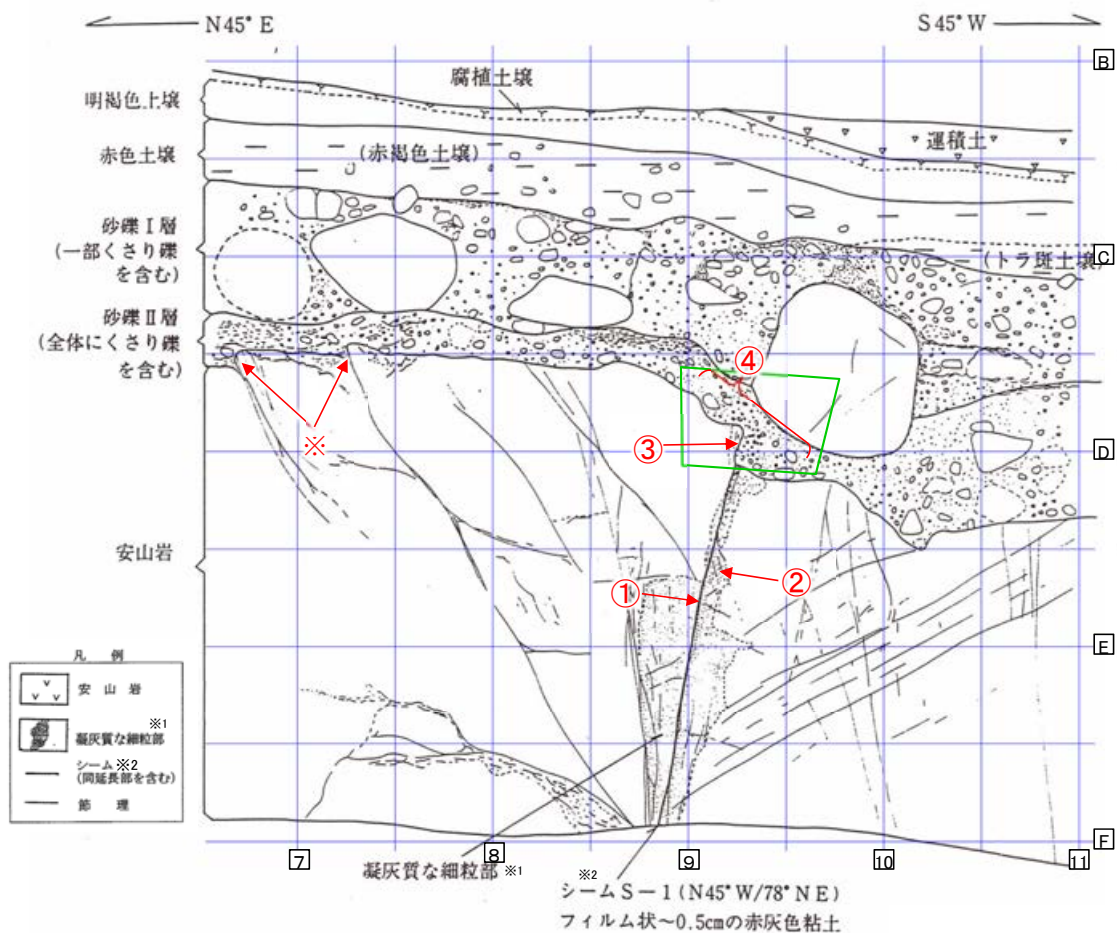 N45°E
S45°W
B
腐植土壌
明褐色土壌
運積土
赤色土壌
(赤褐色土壌)
砂礫Ⅰ層
(一部くさり礫
を含む)
C
(トラ斑土壌)
砂礫Ⅱ層
(全体にくさり礫
を含む)
④
※
③
D
安山岩
①
②
E
凡 例
安 山 岩
凝灰質な細粒部 ※1
シーム ※2
(同延長部を含む)
節 理
F
7
8
9
10
11
凝灰質な細粒部 ※1
※2
シームS-1(N45°W/78°NE)
フィルム状~0.5cmの赤灰色粘土